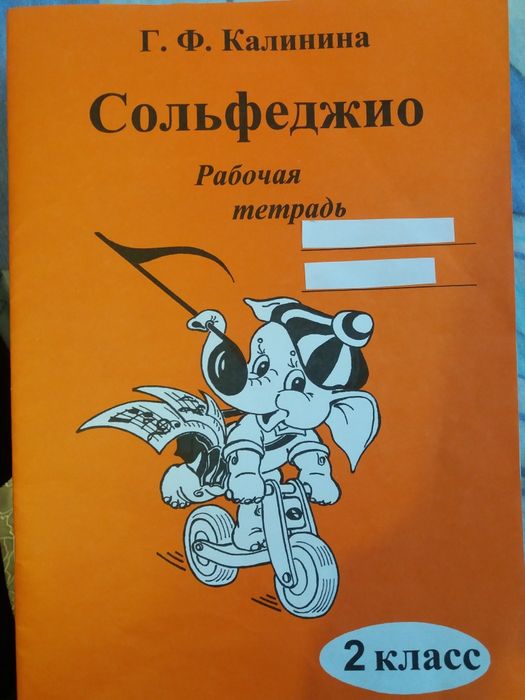 Г. Ф. Калинина
Сольфеджио
Рабочая
тетрадь
2 класс